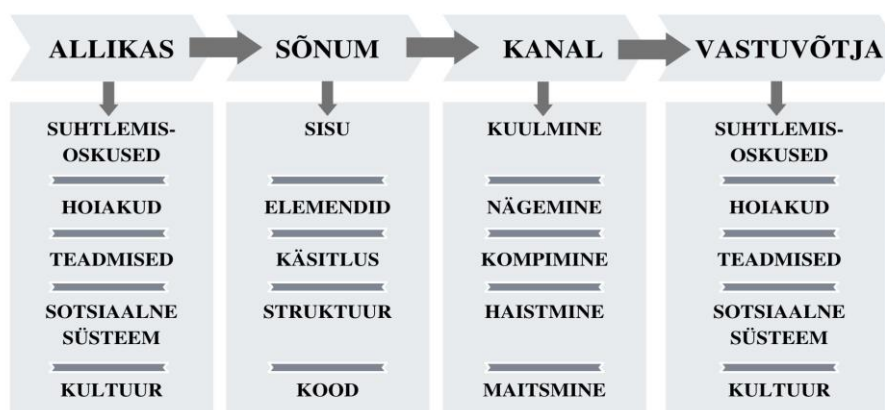 ALLIKAS
SÕNUM
KANAL
VASTUVÕTJA
SUHTLEMIS-
OSKUSED
HOIAKUD
TEADMISED
SOTSIAALNE
SÜSTEEM
KULTUUR
SISU
ELEMENDID
KÄSITLUS
STRUKTUUR
KOOD
KUULMINE
NÄGEMINE
KOMPIMINE
HAISTMINE
MAITSMINE
SUHTLEMIS-
OSKUSED
HOIAKUD
TEADMISED
SOTSIAALNE
SÜSTEEM
KULTUUR